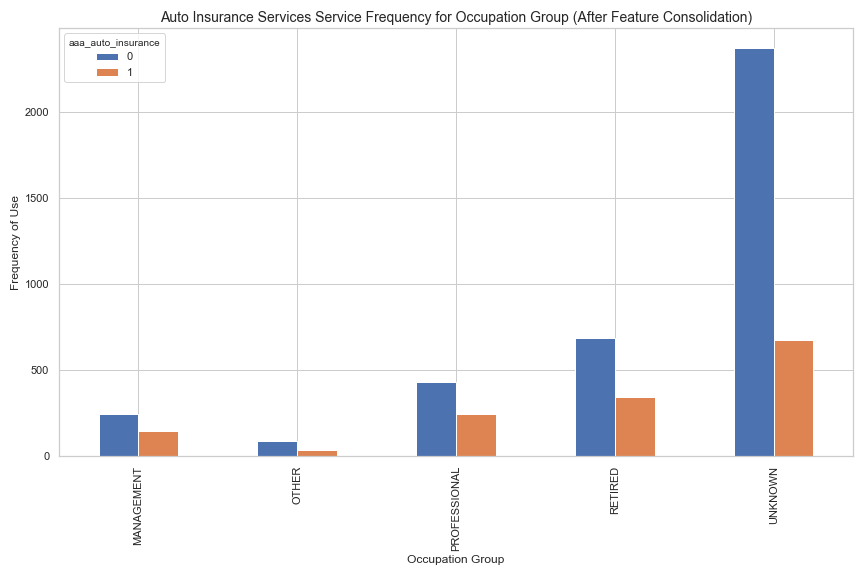 Auto Insurance Services Service Frequency for Occupation Group (After Feature Consolidation)
aaa_auto_insurance
0
1
Frequency of Use
2000
1500
1000
500
0
MANAGEMENT
OTHER
PROFESSIONAL
RETIRED
UNKNOWN
Occupation Group